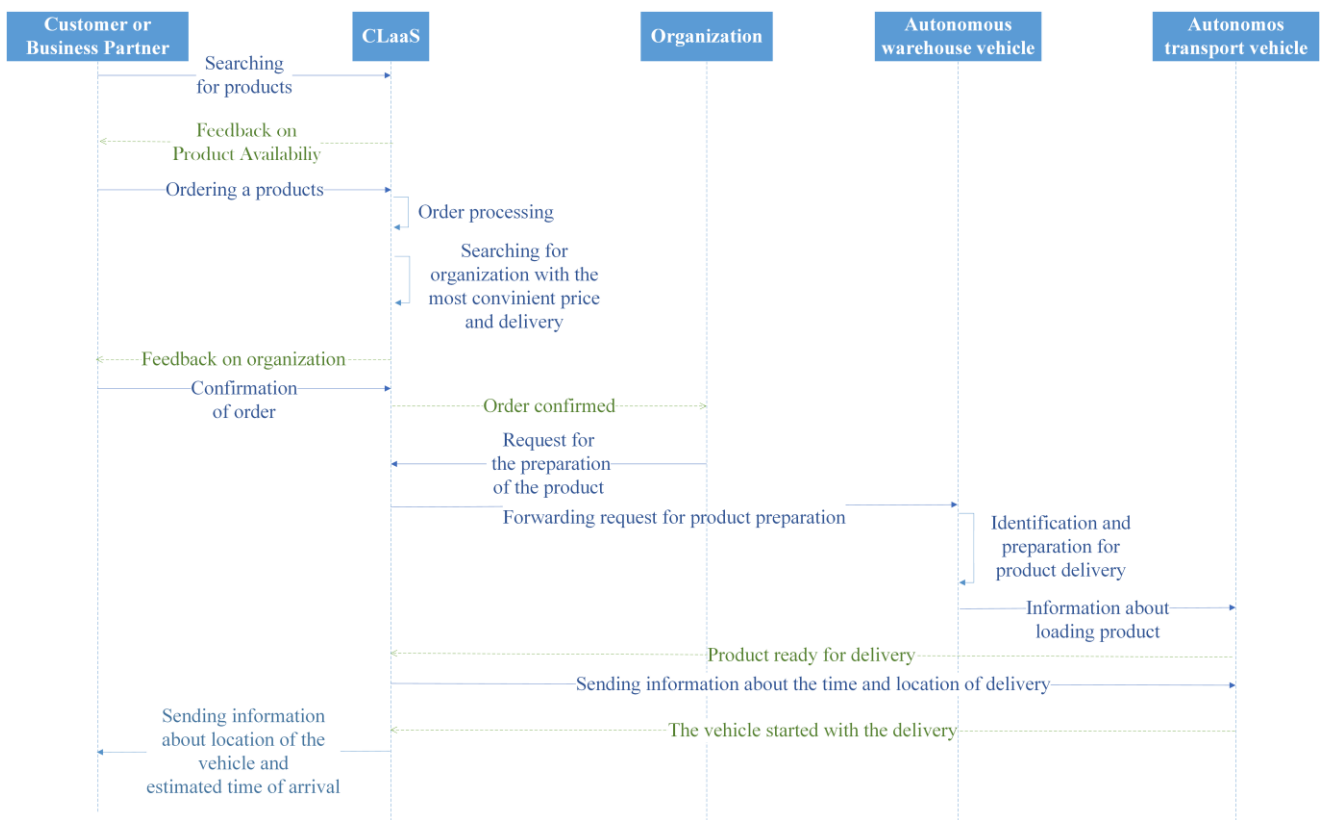 Customer or
Business Partner
CLaaS
Organization
Autonomous
warehouse vehicle
Autonomos
transport vehicle
Searching
for products
Feedback on
Product Availabiliy
Ordering a products
Order processing
Searching for
organization with the
most convinient price
and delivery
Feedback on organization
Confirmation
of order
Order confirmed
Request for
the preparation
of the product
Forwarding request for product preparation
Identification and
preparation for
product delivery
Information about
loading product
Product ready for delivery
Sending information about the time and location of delivery
The vehicle started with the delivery
Sending information
about location of the
vehicle and
estimated time of arrival